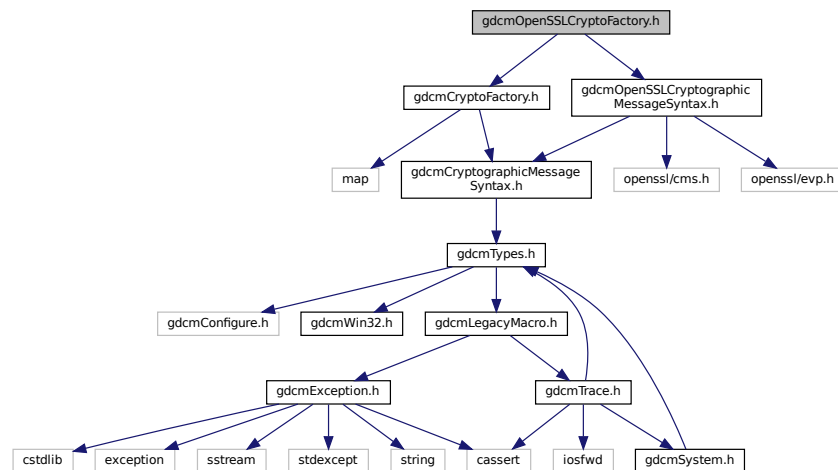 gdcmOpenSSLCryptoFactory.h
gdcmCryptoFactory.h
gdcmOpenSSLCryptographic
MessageSyntax.h
map
gdcmCryptographicMessage
Syntax.h
openssl/cms.h
openssl/evp.h
gdcmTypes.h
gdcmConfigure.h
gdcmWin32.h
gdcmLegacyMacro.h
gdcmException.h
gdcmTrace.h
cstdlib
exception
sstream
stdexcept
string
cassert
iosfwd
gdcmSystem.h